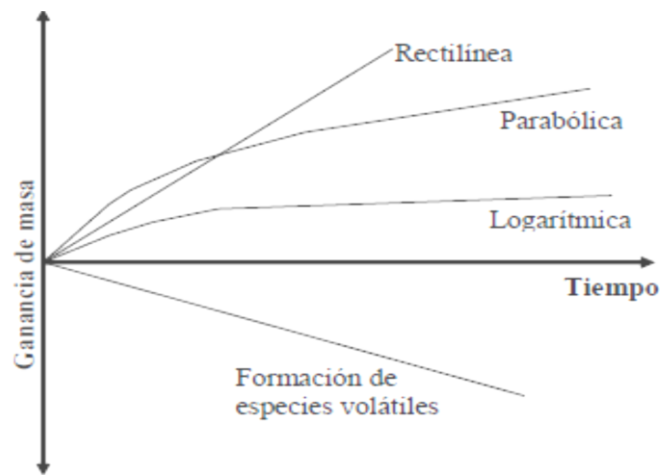 Rectilínea
Parabólica
Logarítmica
Ganancia de masa
Tiempo
Formación de
especies volátiles